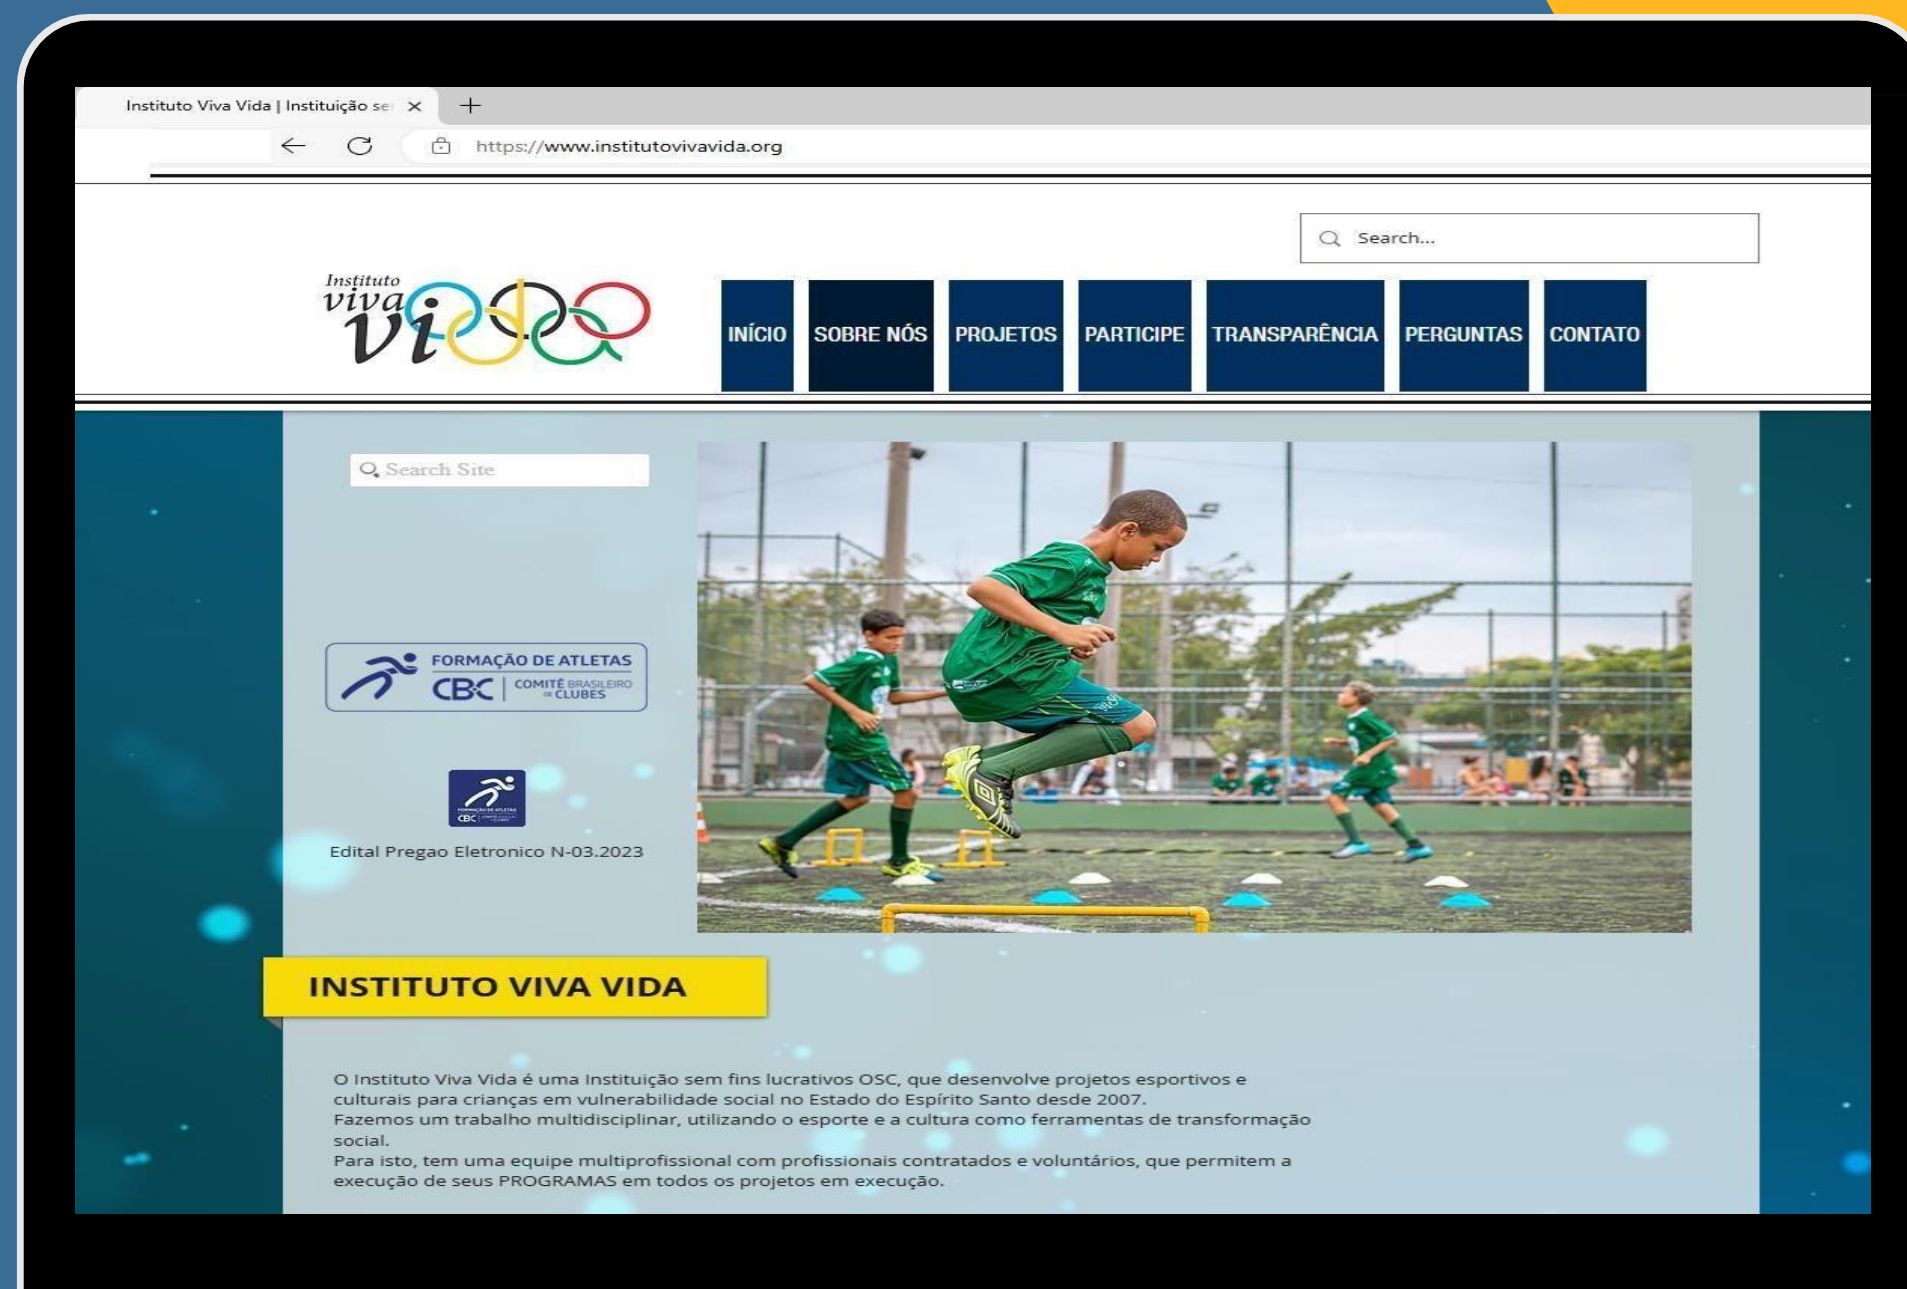 Instituto Viva Vida | Instituição se
https://www.institutovivavida.org
Search...
Instituto
viva
vida
INÍCIO SOBRE NÓS PROJETOS PARTICIPE TRANSPARÊNCIA PERGUNTAS CONTATO
Search Site
FORMAÇÃO DE ATLETAS
CBC COMITÊ BRASILEIRO
DE CLUBES
FORMAÇÃO DE ATLETAS
CBC
Edital Pregao Eletronico N-03.2023
INSTITUTO VIVA VIDA
O Instituto Viva Vida é uma Instituição sem fins lucrativos OSC, que desenvolve projetos esportivos e
culturais para crianças em vulnerabilidade social no Estado do Espírito Santo desde 2007.
Fazemos um trabalho multidisciplinar, utilizando o esporte e a cultura como ferramentas de transformação
social.
Para isto, tem uma equipe multiprofissional com profissionais contratados e voluntários, que permitem a
execução de seus PROGRAMAS em todos os projetos em execução.